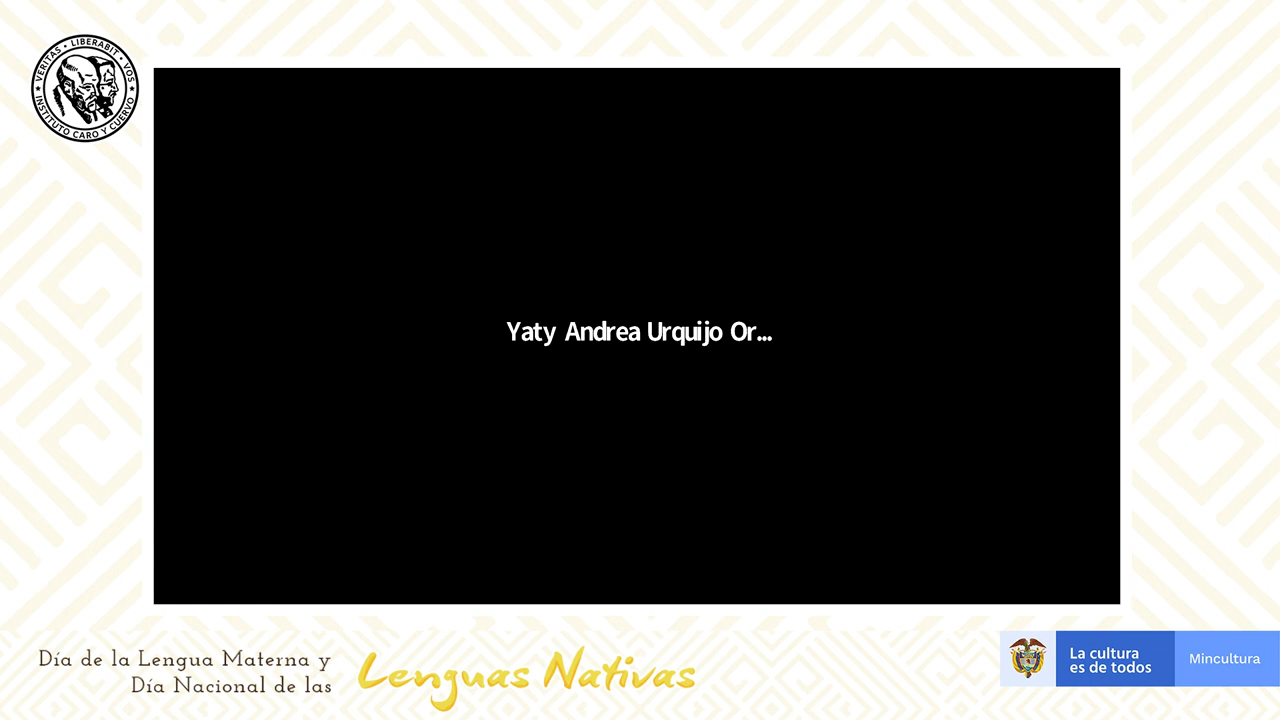 VERITAS • LIBERABIT • VOS
INSTITUTO CARO Y CUERVO
Yaty Andrea Urquijo Or...
Día de la Lengua Materna y
Día Nacional de las
Lenguas Nativas
La cultura
es de todos
Mincultura